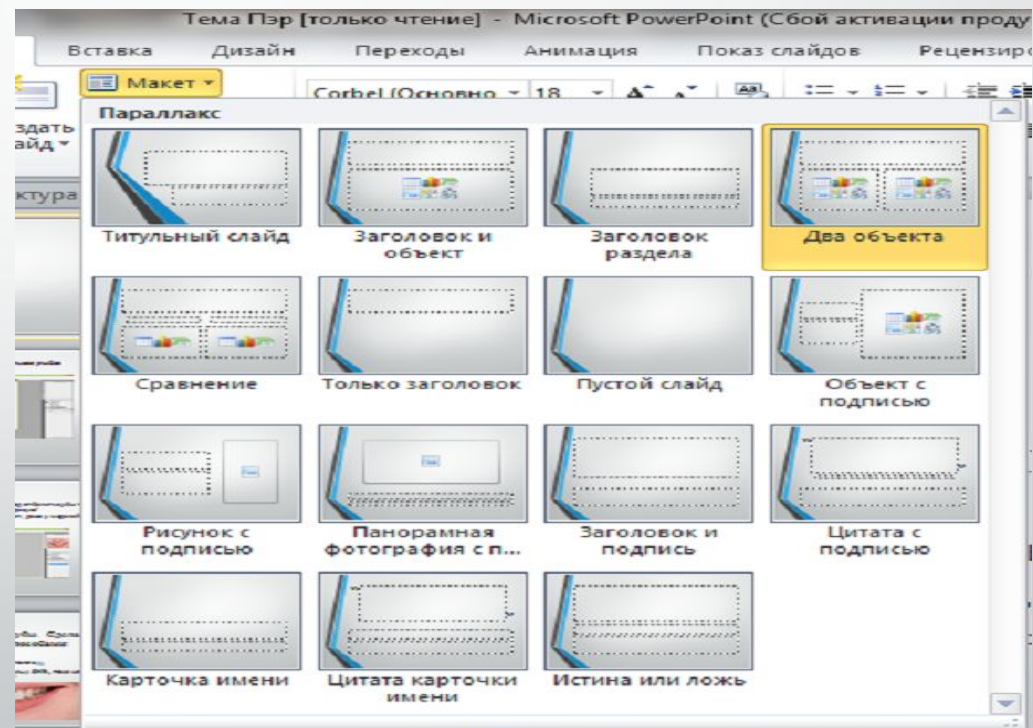 Тема Пэр [только чтение] - Microsoft PowerPoint (Сбой активации проду
Вставка Дизайн Переходы Анимация Показ слайдов Рецензиро
Макет
Corbel (Основно 18
здать
айд
Параллакс
ктура
Титульный слайд
Заголовок и
объект
Заголовок
раздела
Два объекта
Сравнение
Только заголовок
Пустой слайд
Объект с
подписью
Рисунок с
подписью
Панорамная
фотография с п...
Заголовок и
подпись
Цитата с
подписью
Карточка имени
Цитата карточки
имени
Истина или ложь